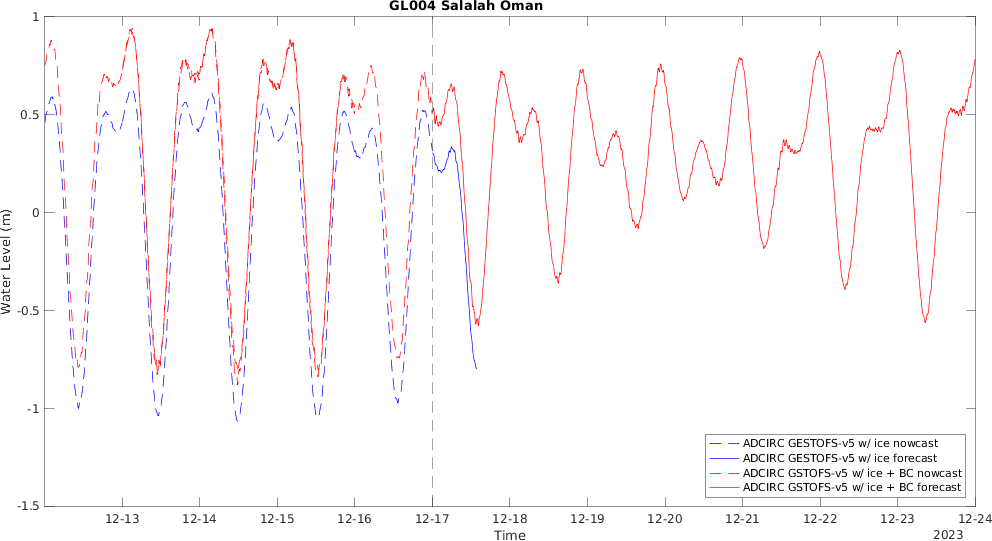 GL004 Salalah Oman
1
0.5
0
-0.5
-1
-1.5
Water Level (m)
12-13
12-14
12-15
12-16
12-17
12-18
12-19
12-20
12-21
12-22
12-23
12-24
Time
2023
ADCIRC GESTOFS-v5 w/ ice nowcast
ADCIRC GESTOFS-v5 w/ ice forecast
ADCIRC GSTOFS-v5 w/ ice + BC nowcast
ADCIRC GSTOFS-v5 w/ ice + BC forecast